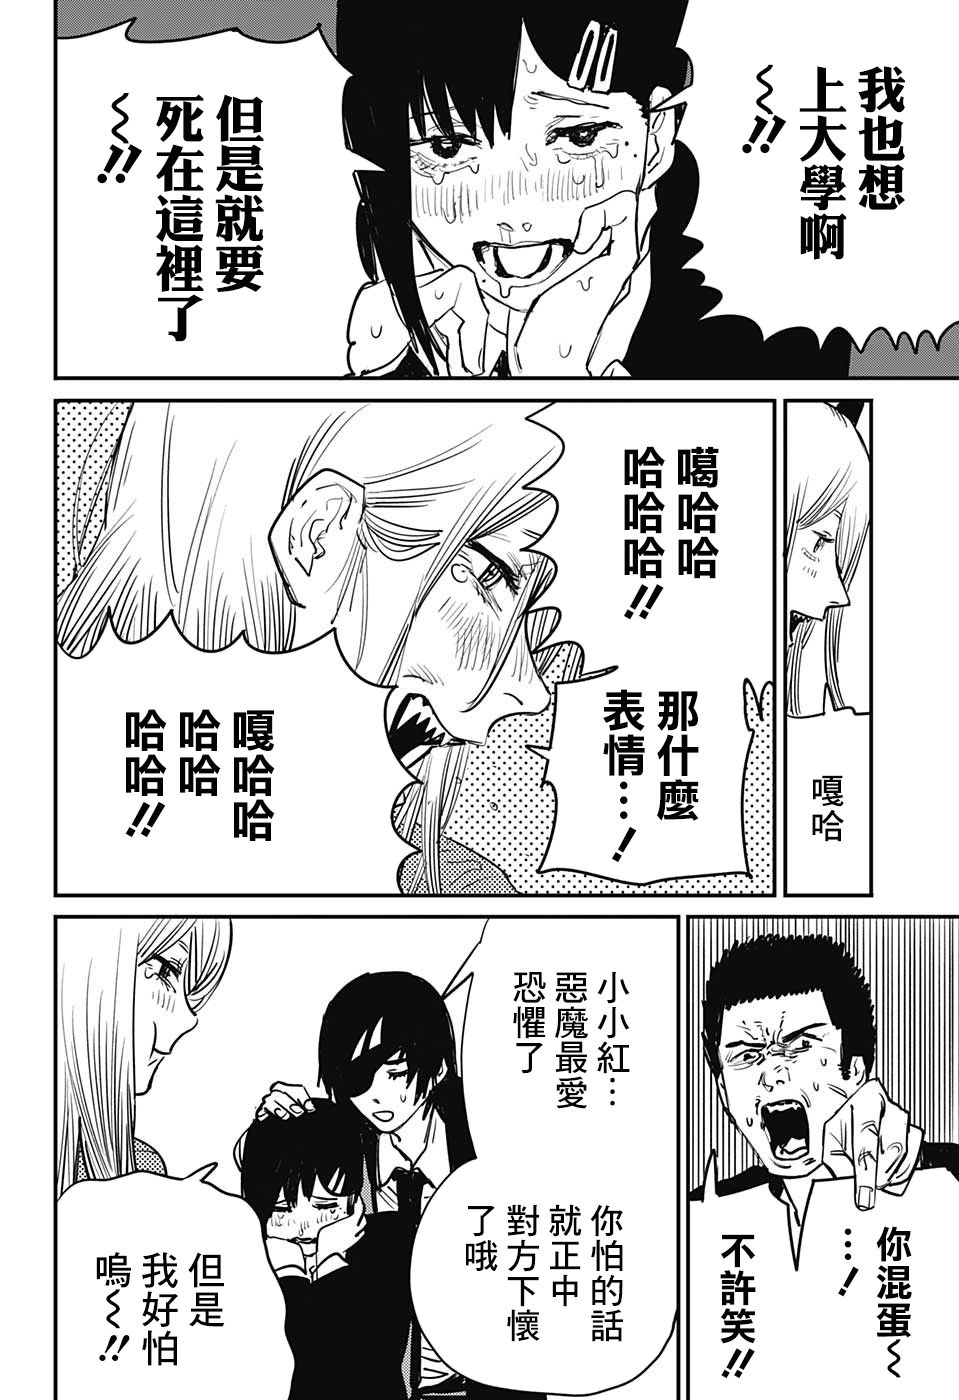 我也想
上大學啊
～!!
但是就要
死在這裡了
～!!
嘎哈
噶哈哈
哈哈哈!!
那什麼
表情…!
嘎哈哈
哈哈
哈哈!!
你混蛋～
…!
不許笑!!
小小紅…
惡魔最愛
恐懼了
你怕的話
就正中
對方下懷
了哦
但是
我好怕
嗚～!!